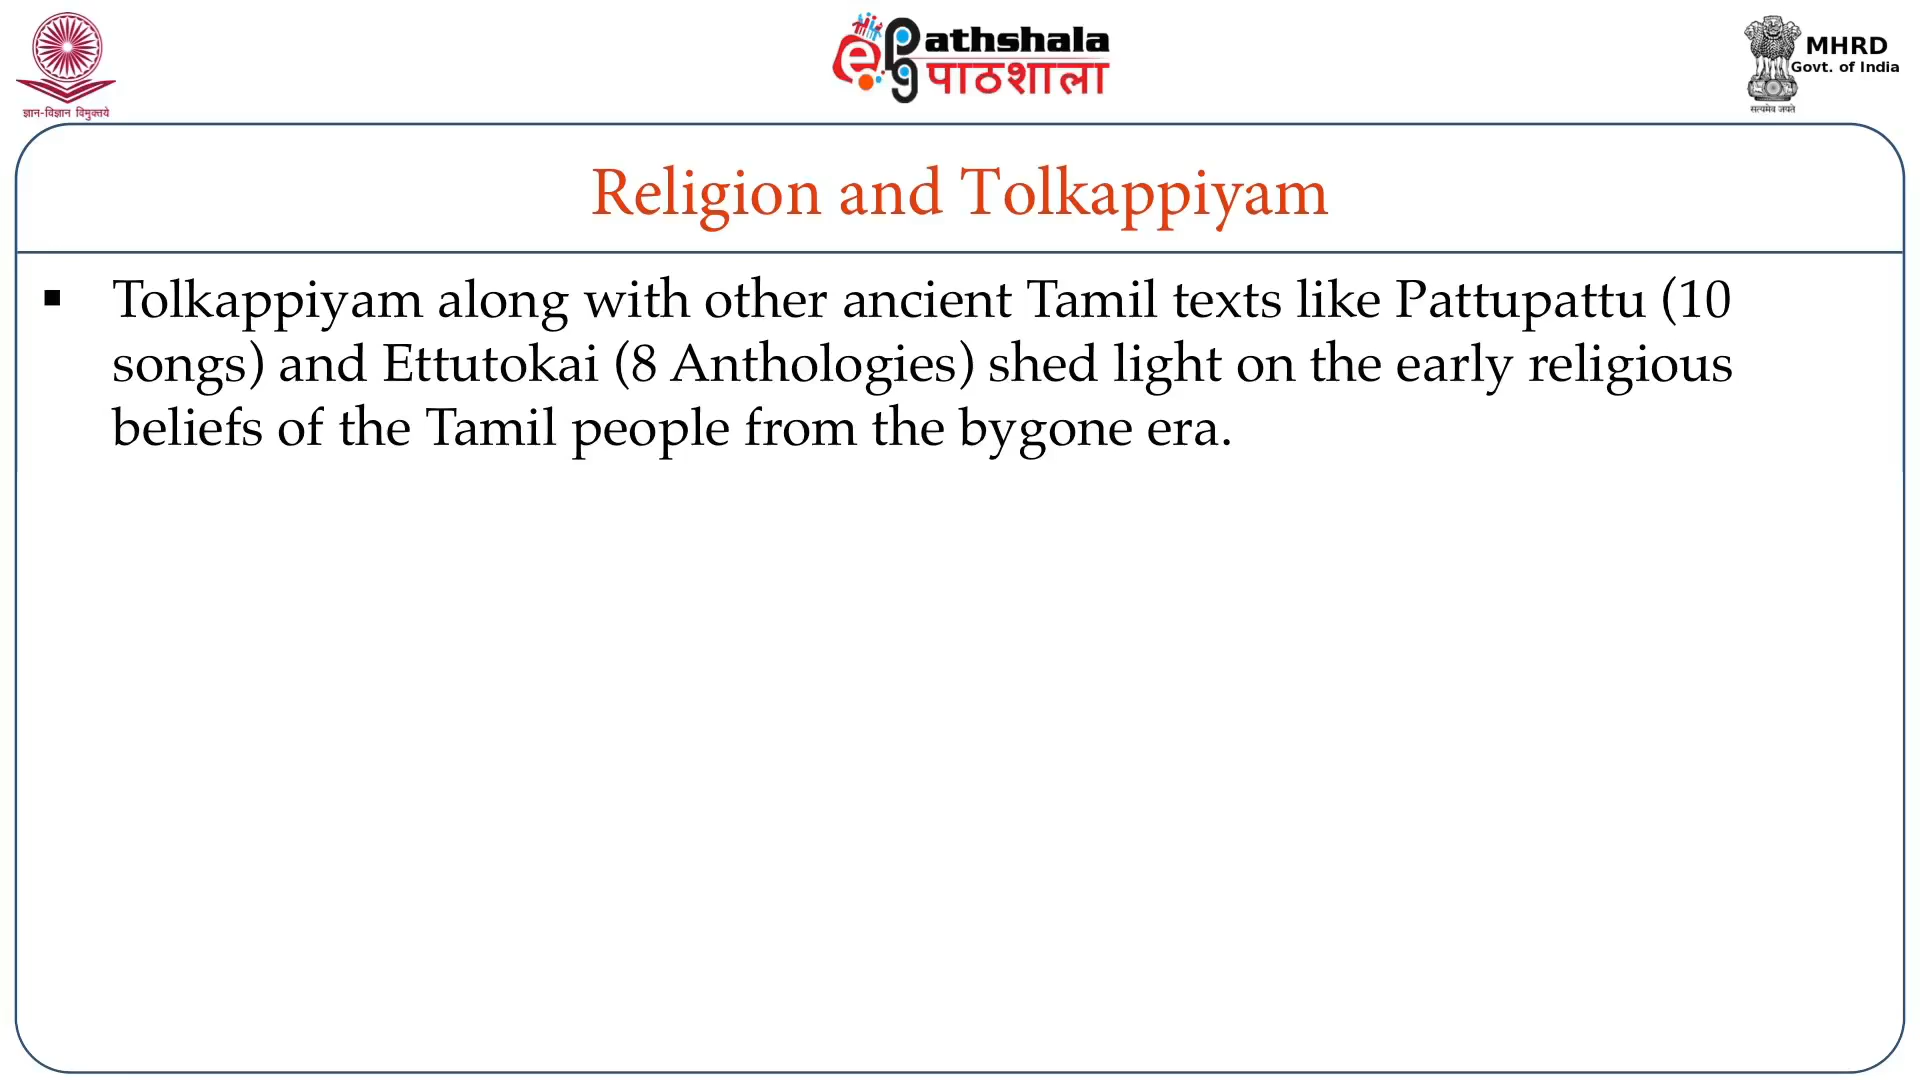 ज्ञान-विज्ञान विमुक्तये
ePathshala
पाठशाला
pg
MHRD
Govt. of India
सत्यमेव जयते
Religion and Tolkappiyam
▪ Tolkappiyam along with other ancient Tamil texts like Pattupattu (10
songs) and Ettutokai (8 Anthologies) shed light on the early religious
beliefs of the Tamil people from the bygone era.